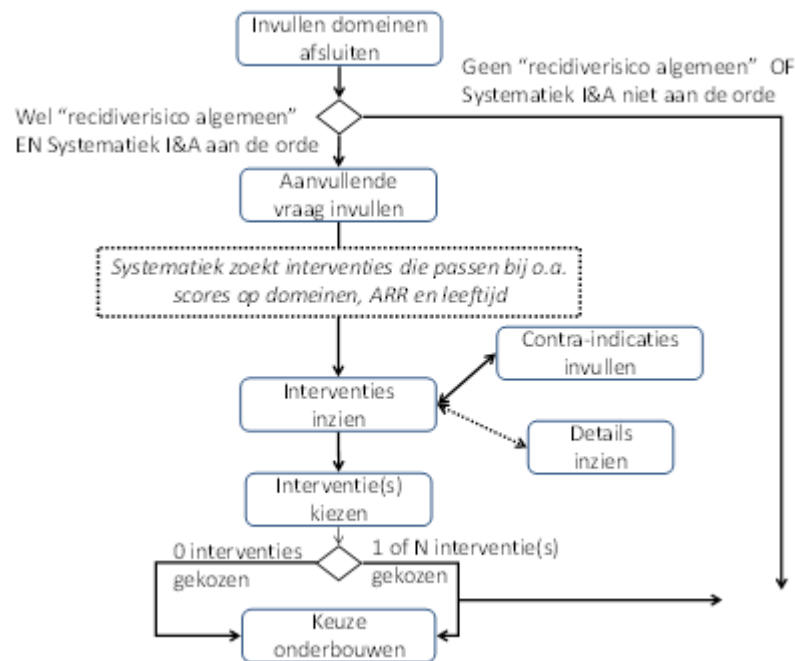 Invullen domeinen
afsluiten
Geen “recidiverisico algemeen” OF
Systematiek I&A niet aan de orde
Wel “recidiverisico algemeen”
EN Systematiek I&A aan de orde
Aanvullende
vraag invullen
Systematiek zoekt interventies die passen bij o.a.
scores op domeinen, ARR en leeftijd
Contra-indicaties
invullen
Interventies
inzien
Details
inzien
Interventie(s)
kiezen
0 interventies
gekozen
1 of N interventie(s)
gekozen
Keuze
onderbouwen